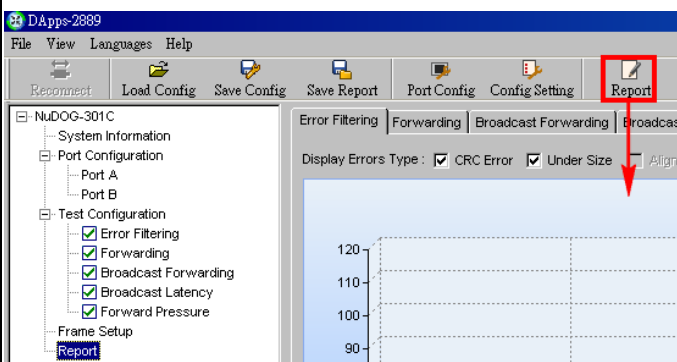 DApps-2889
File View Languages Help
Reconnect Load Config Save Config Save Report Port Config Config Setting Report
NuDOG-301C
System Information
Port Configuration
Port A
Port B
Test Configuration
Error Filtering
Forwarding
Broadcast Forwarding
Broadcast Latency
Forward Pressure
Frame Setup
Report
Error Filtering Forwarding Broadcast Forwarding Broadcas
Display Errors Type : CRC Error Under Size Align
120
110
100
90